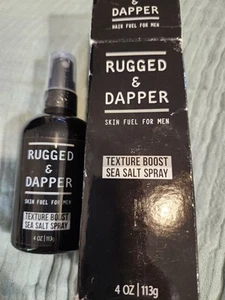 HAIR FUEL FOR MEN
RUGGED
&
DAPPER
SKIN FUEL FOR MEN
TEXTURE BOOST
SEA SALT SPRAY
4 OZ | 113g
RUGGED
&
DAPPER
SKIN FUEL FOR MEN
TEXTURE BOOST
SEA SALT SPRAY
4 OZ | 113g